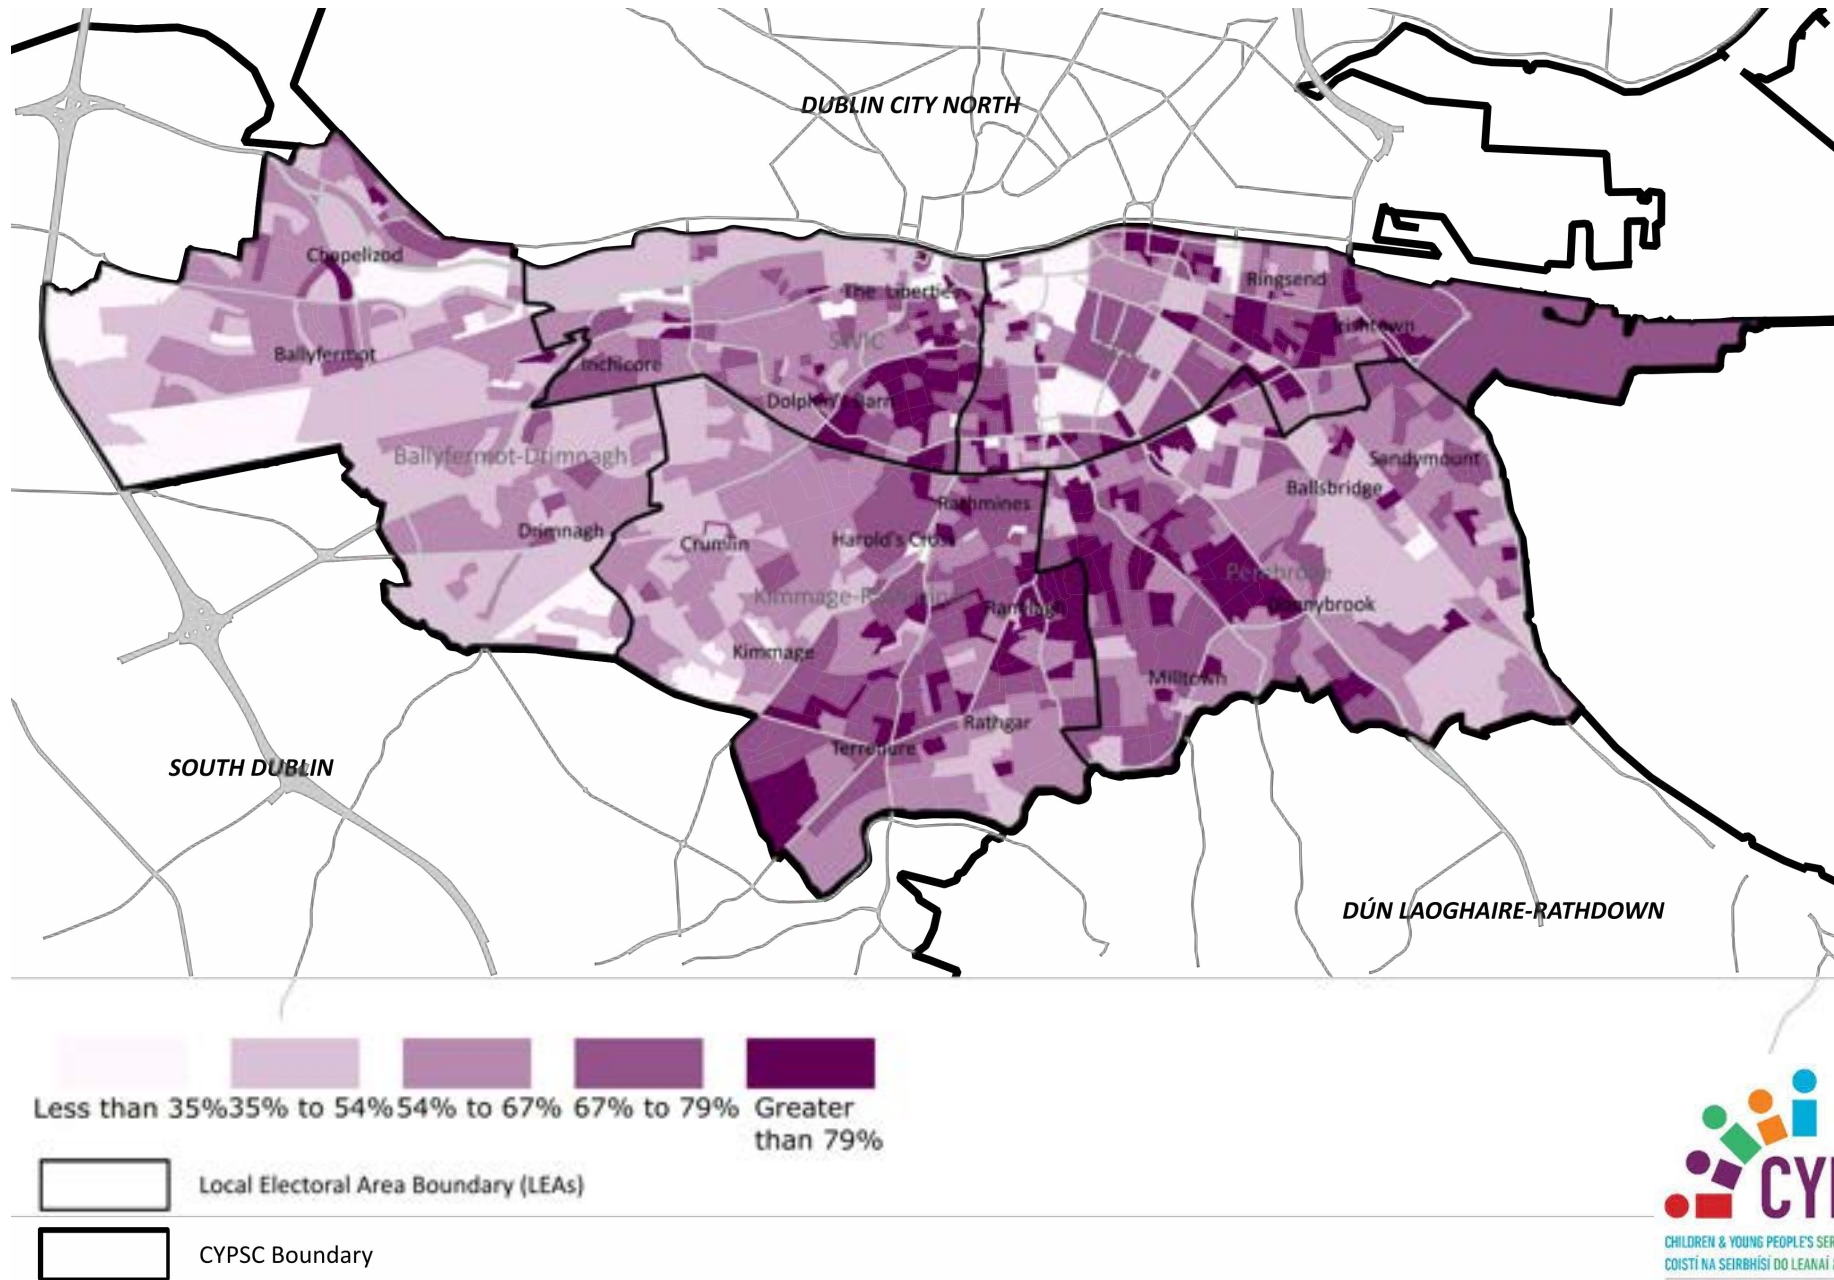 DUBLIN CITY NORTH
Chapelizod
Ringsend
The Liberties
Irishtown
SWIC
Ballyfermot
Inchicore
Dolphin's Barn
Ballyfermot-Drimnagh
Sandymount
Ballsbridge
Rathmines
Drimnagh
Crumlin
Harold's Cross
Pembroke
Kimmage-Rathmines
Ranelagh
Donnybrook
Kimmage
Milltown
Rathgar
Terenure
SOUTH DUBLIN
DÚN LAOGHAIRE-RATHDOWN
Less than 35% 35% to 54% 54% to 67% 67% to 79% Greater
than 79%
Local Electoral Area Boundary (LEAs)
CYPSC Boundary
CY
CHILDREN & YOUNG PEOPLE'S SER
COISTÍ NA SEIRBHÍSÍ DO LEANAÍ